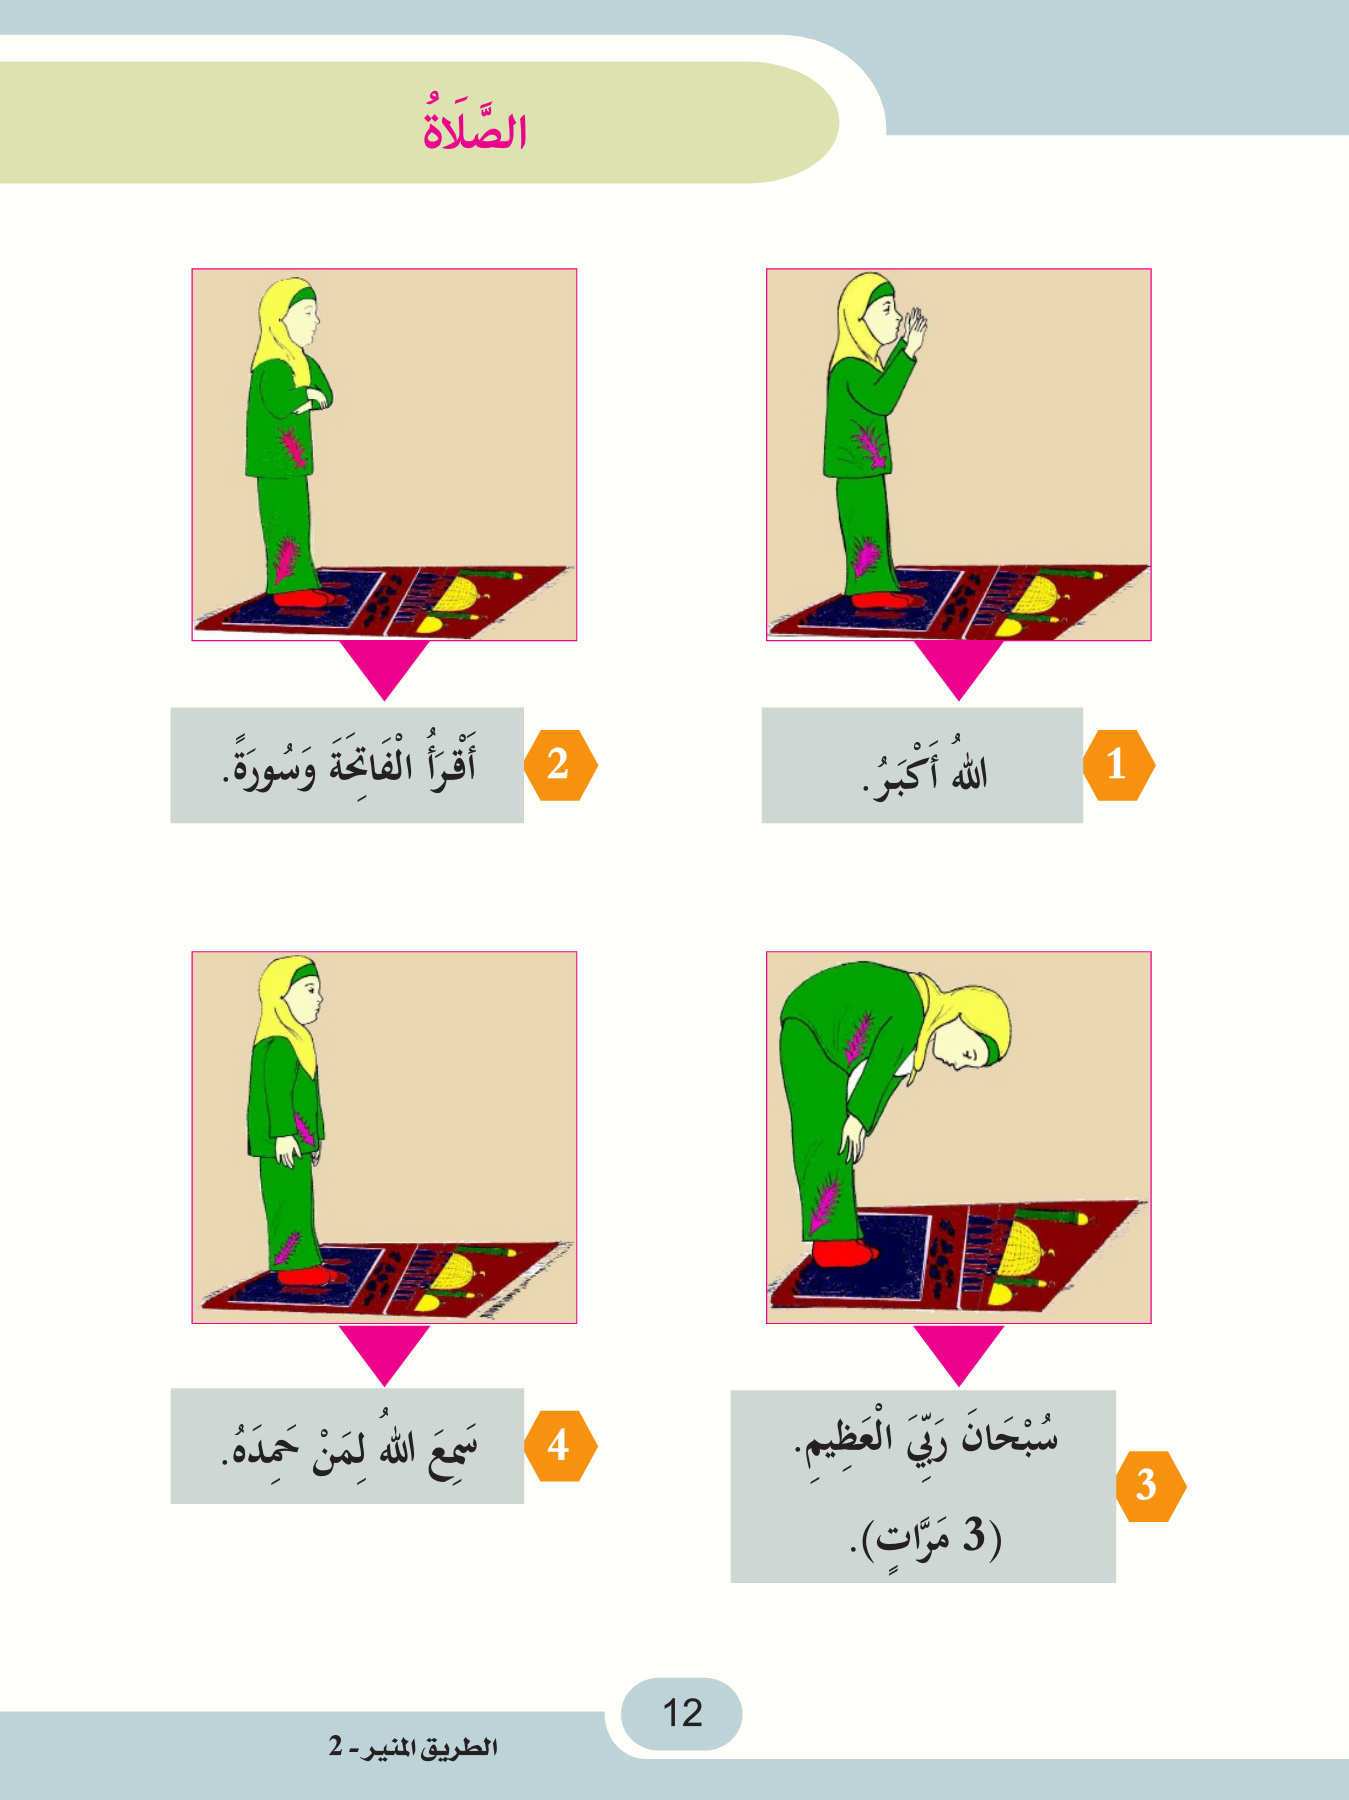 الصَّلَاةُ
1
اللهُ أَكْبَرُ.
2
أَقْرَأُ الْفَاتِحَةَ وَسُورَةً.
3
سُبْحَانَ رَبِّيَ الْعَظِيمِ.
(3 مَرَّاتٍ).
4
سَمِعَ اللهُ لِمَنْ حَمِدَهُ.
12
الطريق المنير - 2